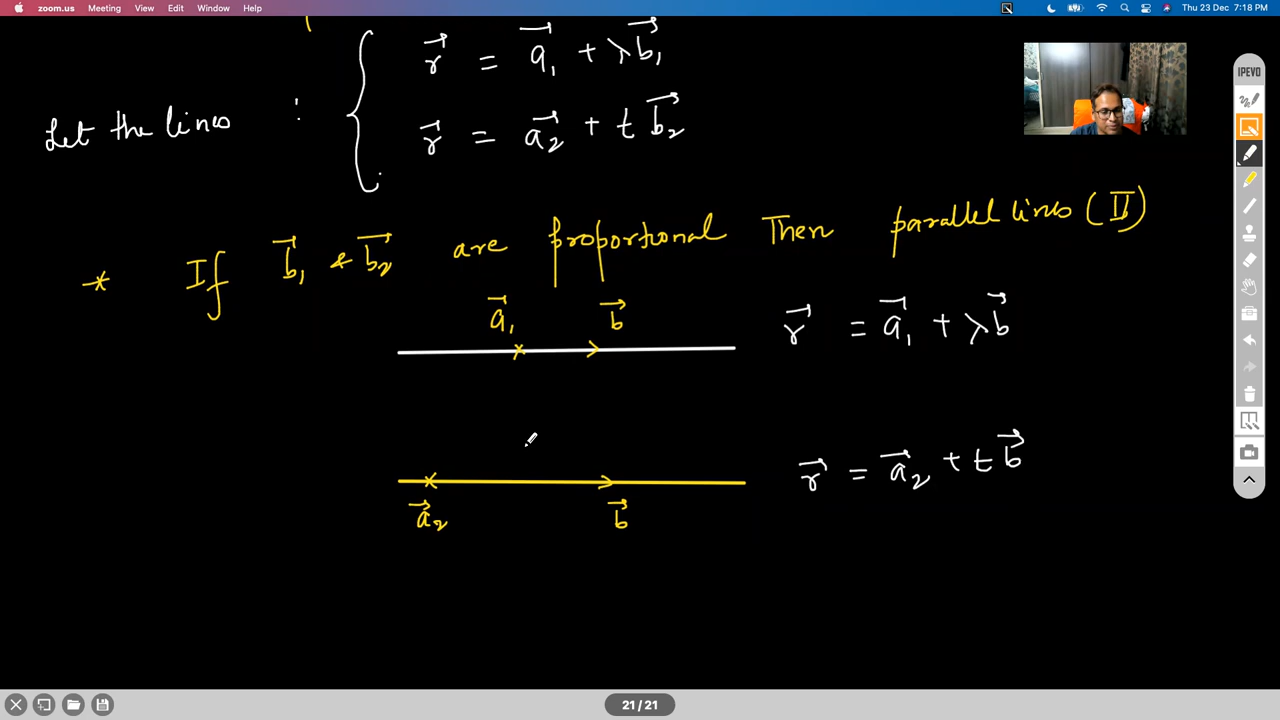 zoom.us Meeting View Edit Window Help Thu 23 Dec 7:18 PM
IPEVO
r⃗ = a⃗₁ + λb⃗₁
Let the lines :
r⃗ = a⃗₂ + t b⃗₂
* If b⃗₁ & b⃗₂ are proportional Then parallel lines (||)
a⃗₁ b⃗ r⃗ = a⃗₁ + λb⃗
r⃗ = a⃗₂ + t b⃗
a⃗₂ b⃗
21 / 21